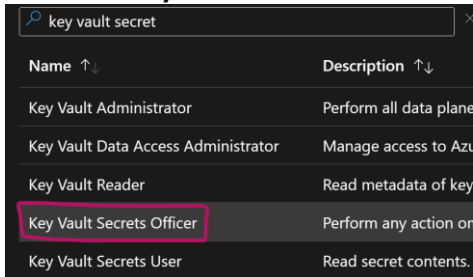 key vault secret
Name ↑↓ Description ↑↓
Key Vault Administrator Perform all data plane
Key Vault Data Access Administrator Manage access to Azu
Key Vault Reader Read metadata of key
Key Vault Secrets Officer Perform any action on
Key Vault Secrets User Read secret contents.